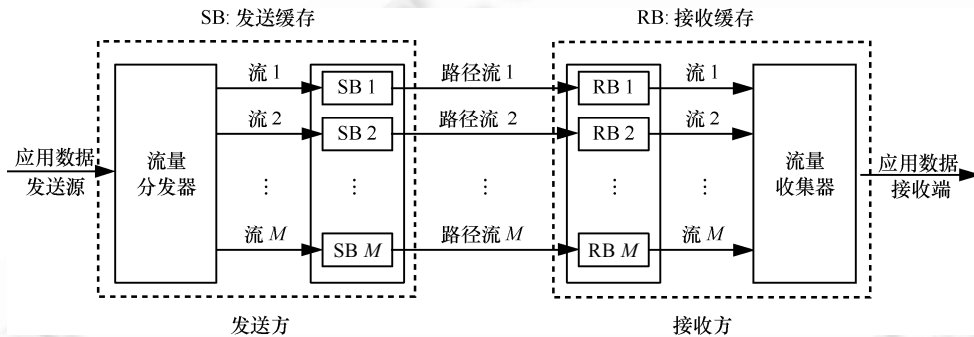 SB: 发送缓存 RB: 接收缓存
流 1 SB 1 路径流 1 RB 1 流 1
流 2 SB 2 路径流 2 RB 2 流 2
应用数据
发送源
流量
分发器
⋮ ⋮ ⋮ ⋮ ⋮
流量
收集器
应用数据
接收端
流 M SB M 路径流 M RB M 流 M
发送方 接收方